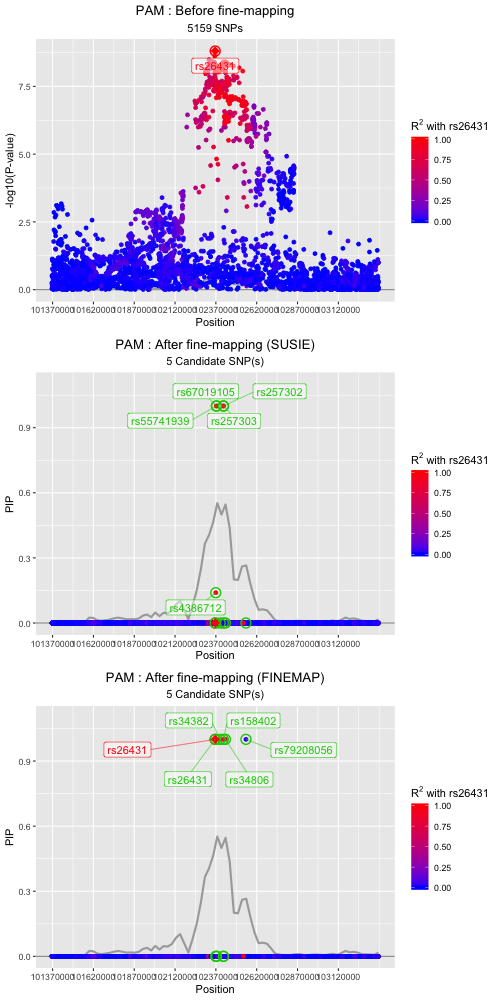 PAM : Before fine-mapping
5159 SNPs
rs26431
7.5
5.0
2.5
0.0
-log10(P-value)
101370000 101620000 101870000 102120000 102370000 102620000 102870000 103120000
Position
R2 with rs26431
1.00
0.75
0.50
0.25
0.00
PAM : After fine-mapping (SUSIE)
5 Candidate SNP(s)
rs67019105 rs257302
rs55741939 rs257303
rs4386712
0.9
0.6
0.3
0.0
PIP
101370000 101620000 101870000 102120000 102370000 102620000 102870000 103120000
Position
R2 with rs26431
1.00
0.75
0.50
0.25
0.00
PAM : After fine-mapping (FINEMAP)
5 Candidate SNP(s)
rs34382 rs158402
rs26431 rs79208056
rs26431 rs34806
0.9
0.6
0.3
0.0
PIP
101370000 101620000 101870000 102120000 102370000 102620000 102870000 103120000
Position
R2 with rs26431
1.00
0.75
0.50
0.25
0.00